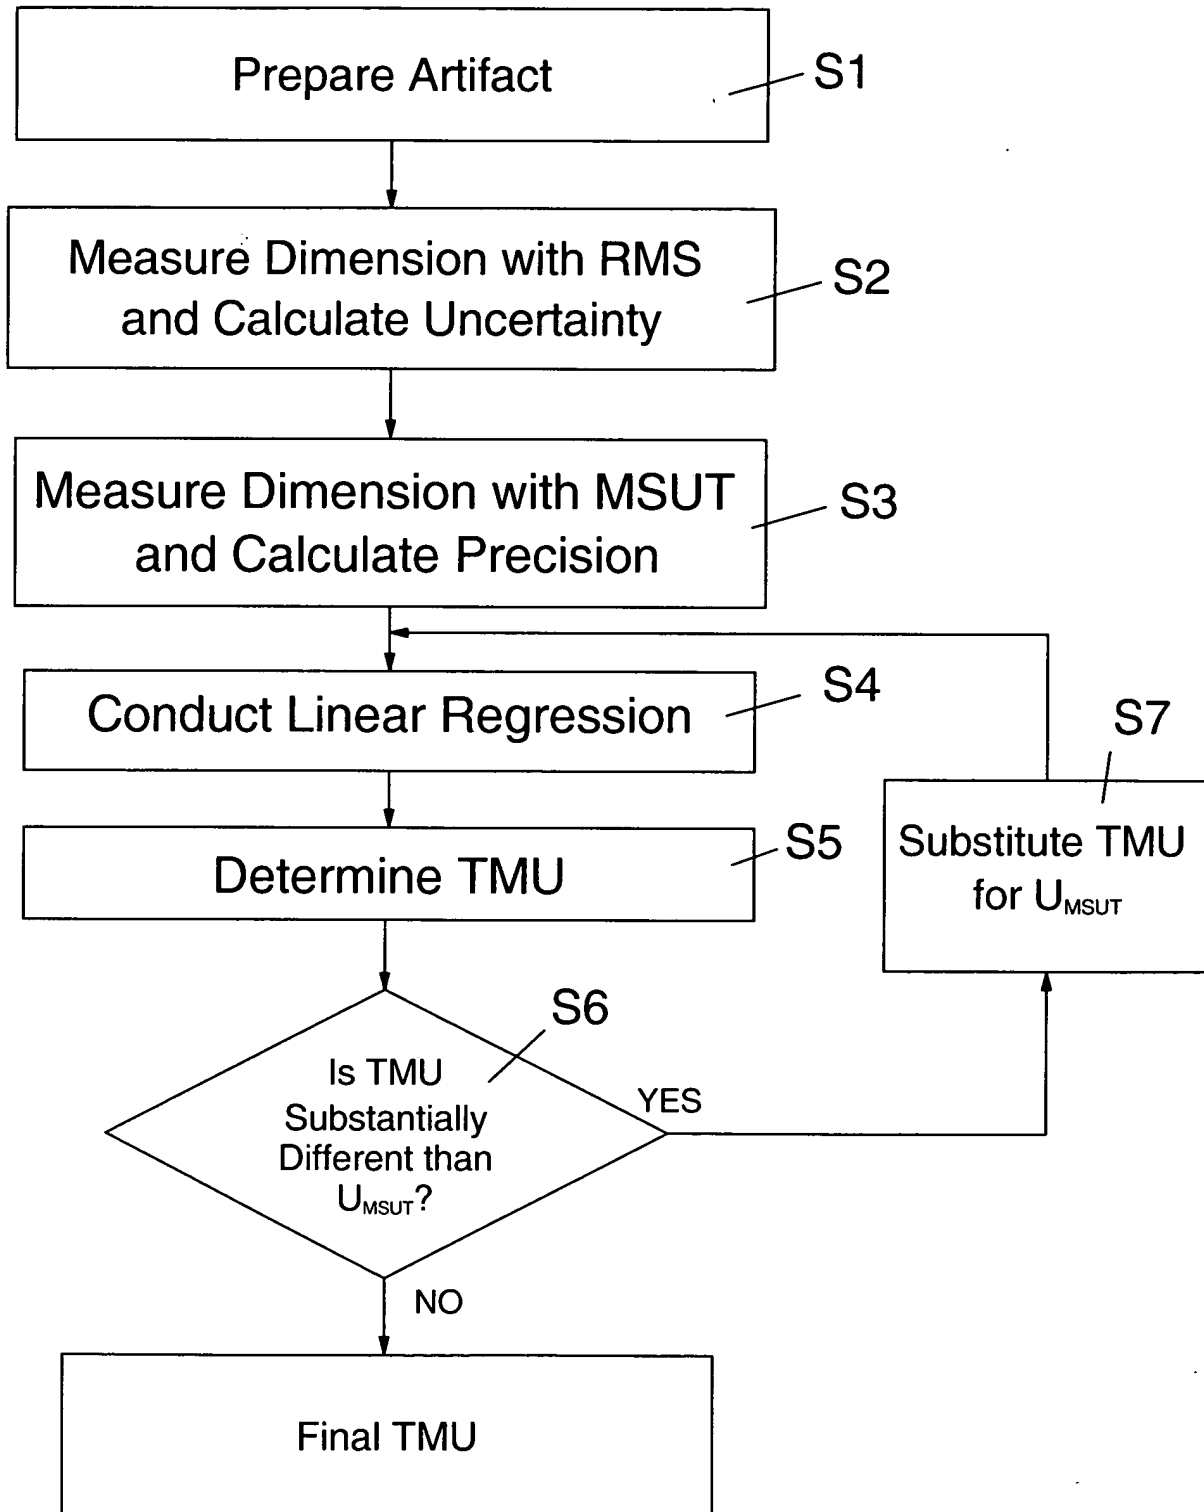 Prepare Artifact
S1
Measure Dimension with RMS
and Calculate Uncertainty
S2
Measure Dimension with MSUT
and Calculate Precision
S3
Conduct Linear Regression
S4
Determine TMU
S5
S7
Substitute TMU
for UMSUT
S6
Is TMU
Substantially
Different than
UMSUT?
YES
NO
Final TMU